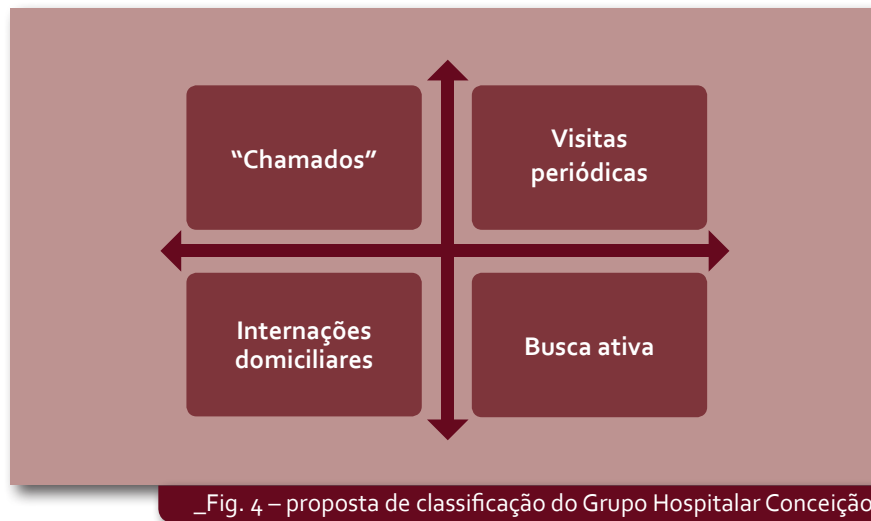 “Chamados”
Visitas
periódicas
Internações
domiciliares
Busca ativa
_Fig. 4 – proposta de classificação do Grupo Hospitalar Conceição